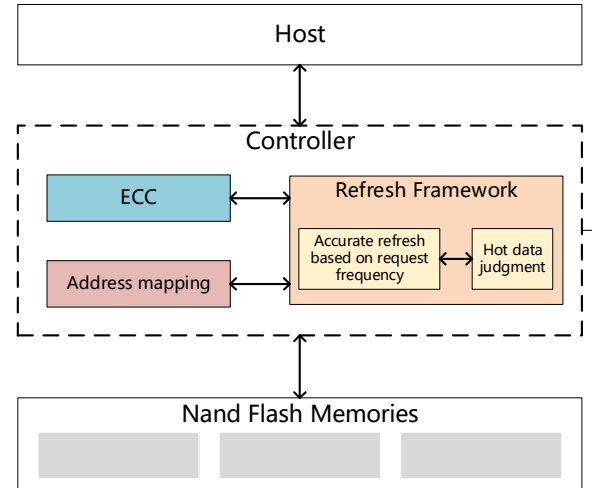 Host
Controller
ECC
Refresh Framework
Accurate refresh
based on request
frequency
Hot data
judgment
Address mapping
Nand Flash Memories